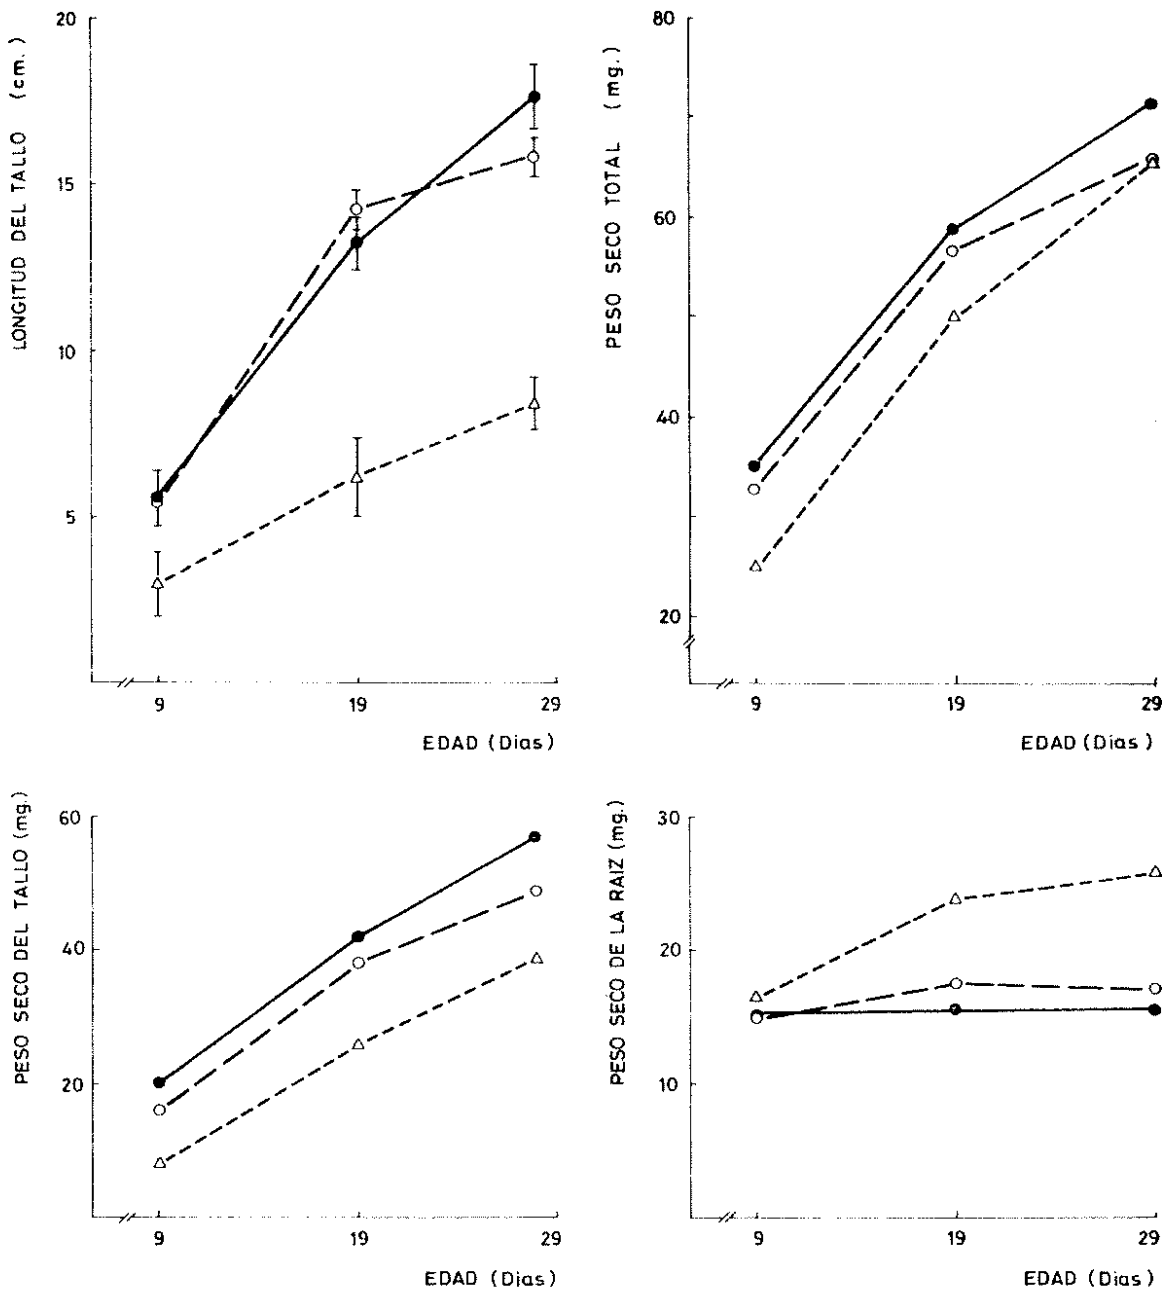 LONGITUD DEL TALLO (cm.)
20
15
10
5
9 19 29
EDAD (Dias)
PESO SECO TOTAL (mg.)
80
60
40
20
9 19 29
EDAD (Dias)
PESO SECO DEL TALLO (mg.)
60
40
20
9 19 29
EDAD (Dias)
PESO SECO DE LA RAIZ (mg.)
30
20
10
9 19 29
EDAD (Dias)